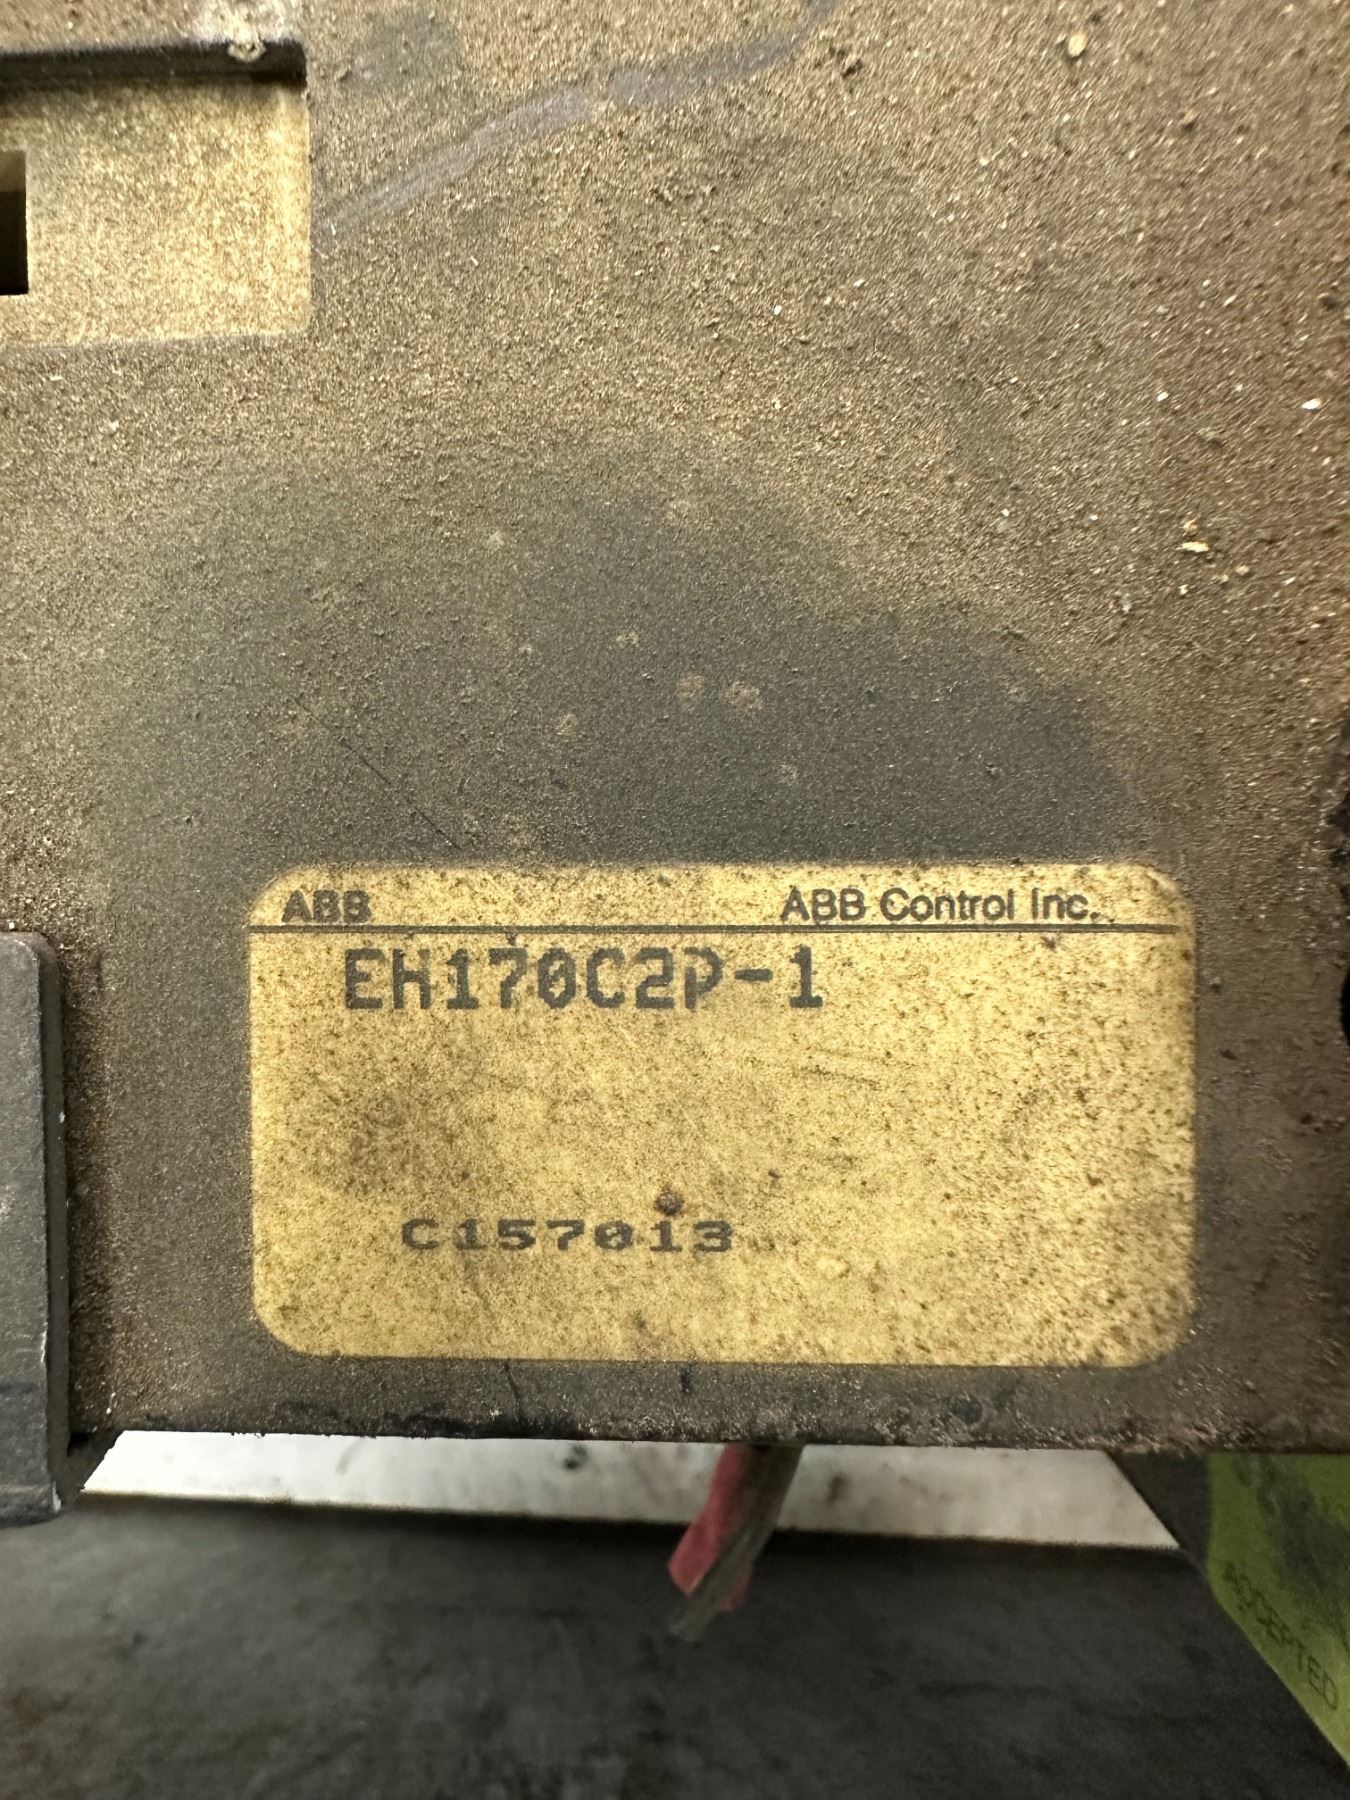 ABB ABB Control Inc.
EH170C2P-1
C157013
ACCEPTED